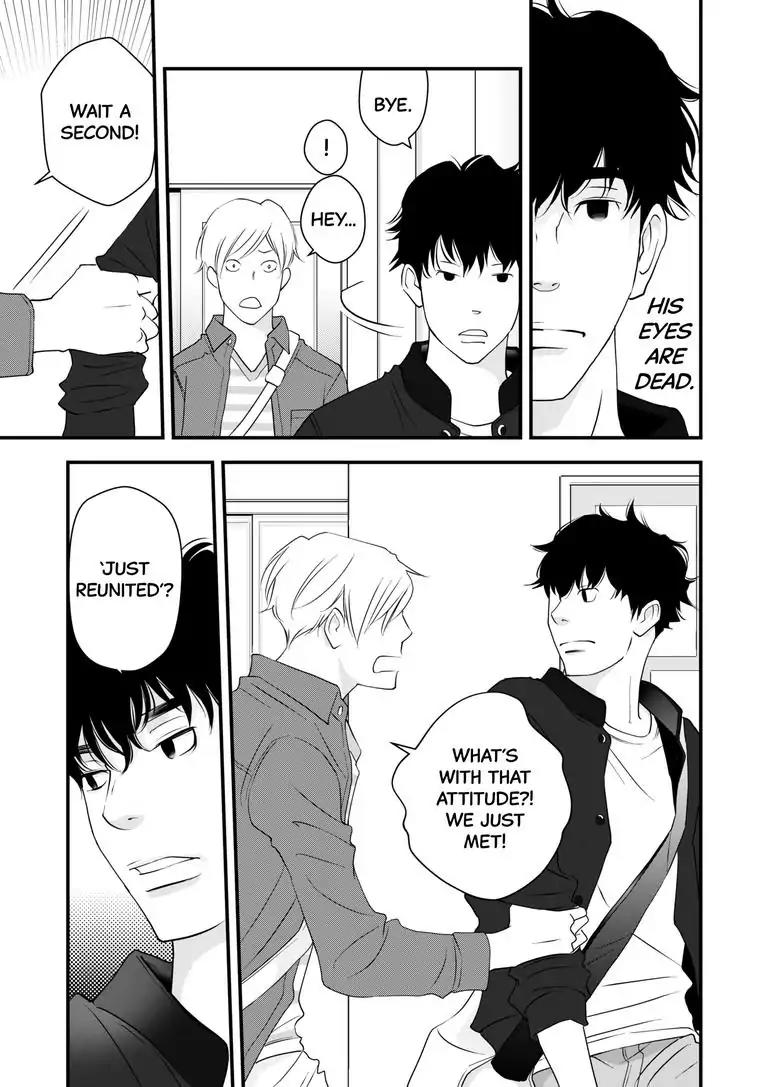 HIS
EYES
ARE
DEAD.
BYE.
!
HEY...
WAIT A
SECOND!
WHAT'S
WITH THAT
ATTITUDE?!
WE JUST
MET!
'JUST
REUNITED'?